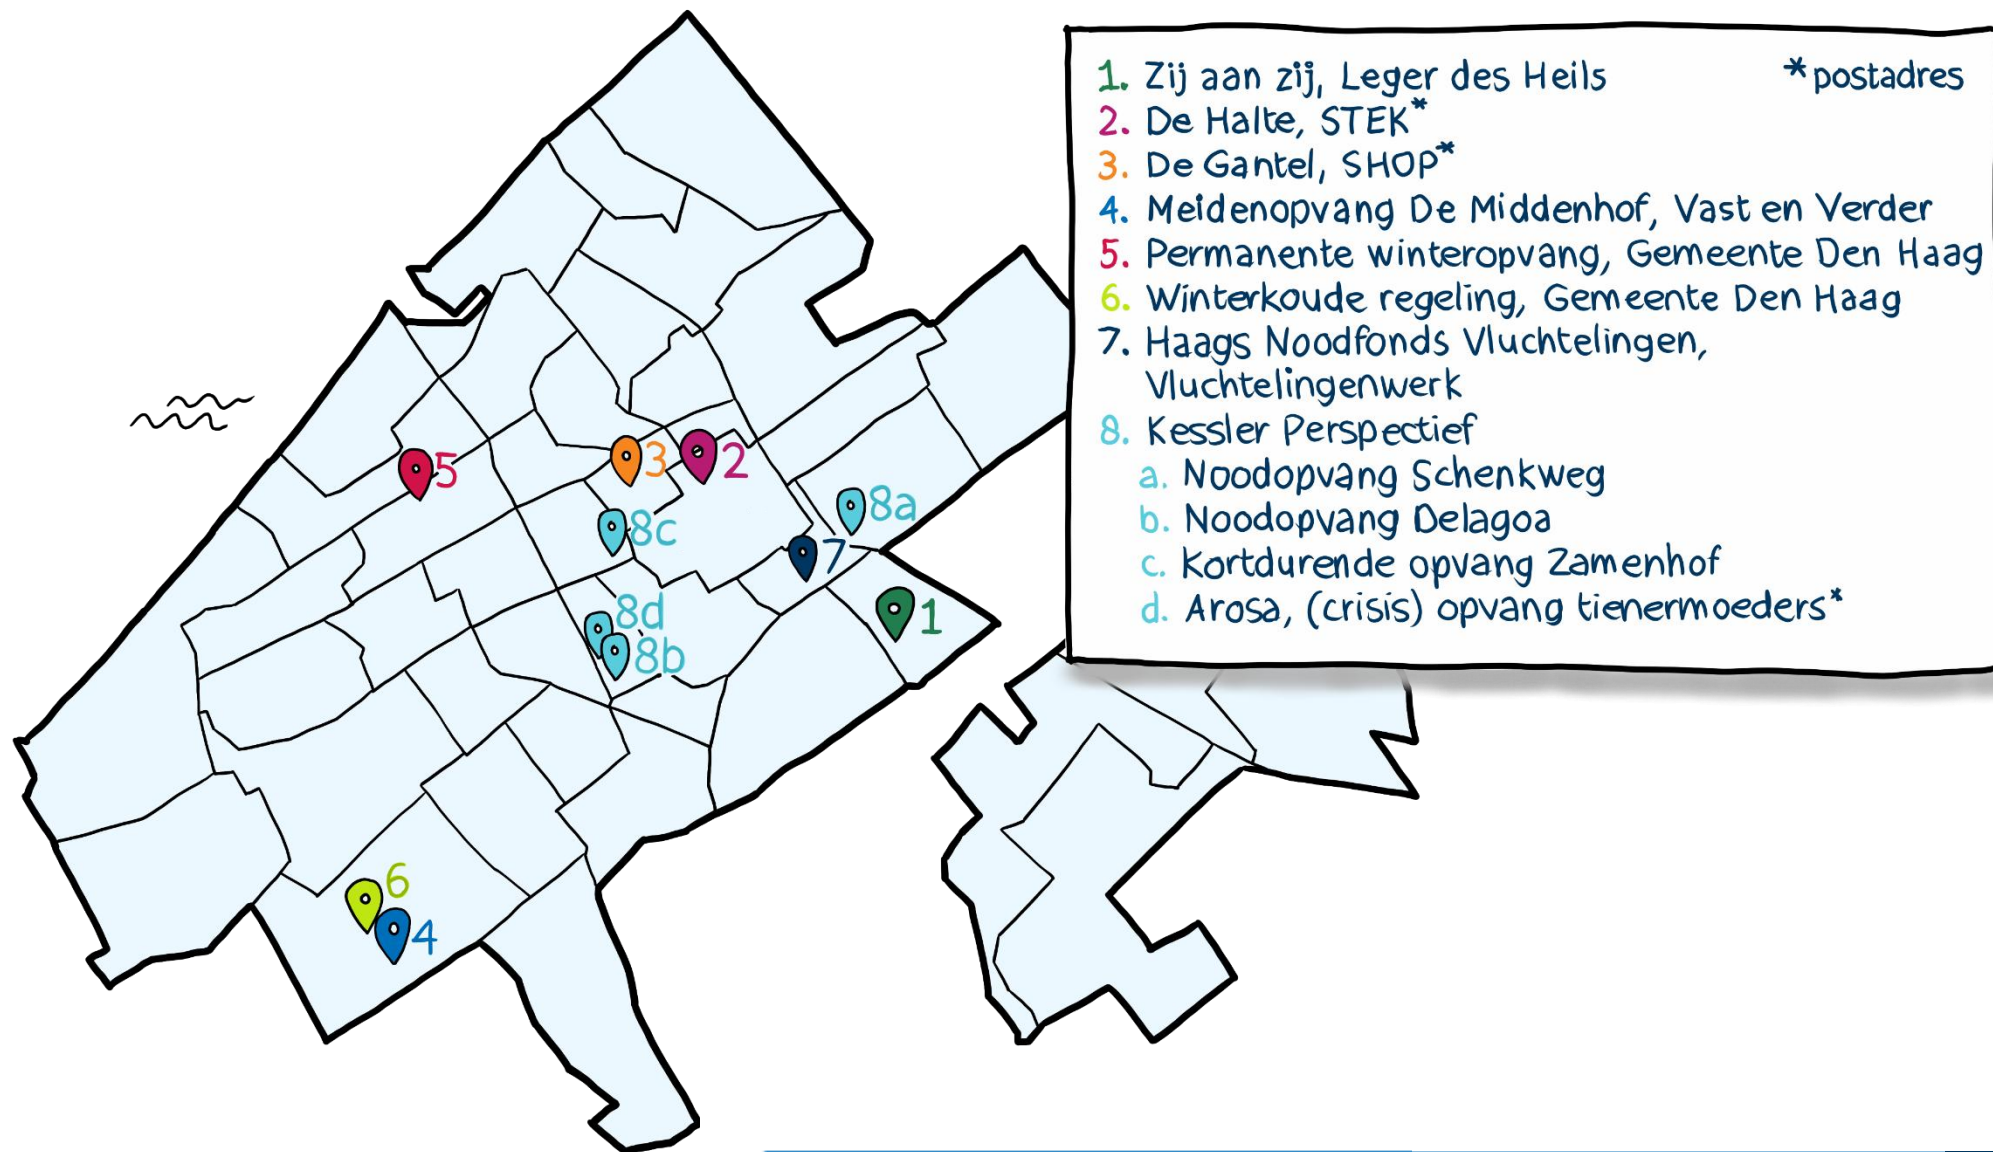 1. Zij aan zij, Leger des Heils
*postadres
2. De Halte, STEK*
3. De Gantel, SHOP*
4. Meidenopvang De Middenhof, Vast en Verder
5. Permanente winteropvang, Gemeente Den Haag
6. Winterkoude regeling, Gemeente Den Haag
7. Haags Noodfonds Vluchtelingen,
Vluchtelingenwerk
8. Kessler Perspectief
a. Noodopvang Schenkweg
b. Noodopvang Delagoa
c. Kortdurende opvang Zamenhof
d. Arosa, (crisis) opvang tienermoeders*
5
3
2
8a
8c
7
8d
1
8b
6
4